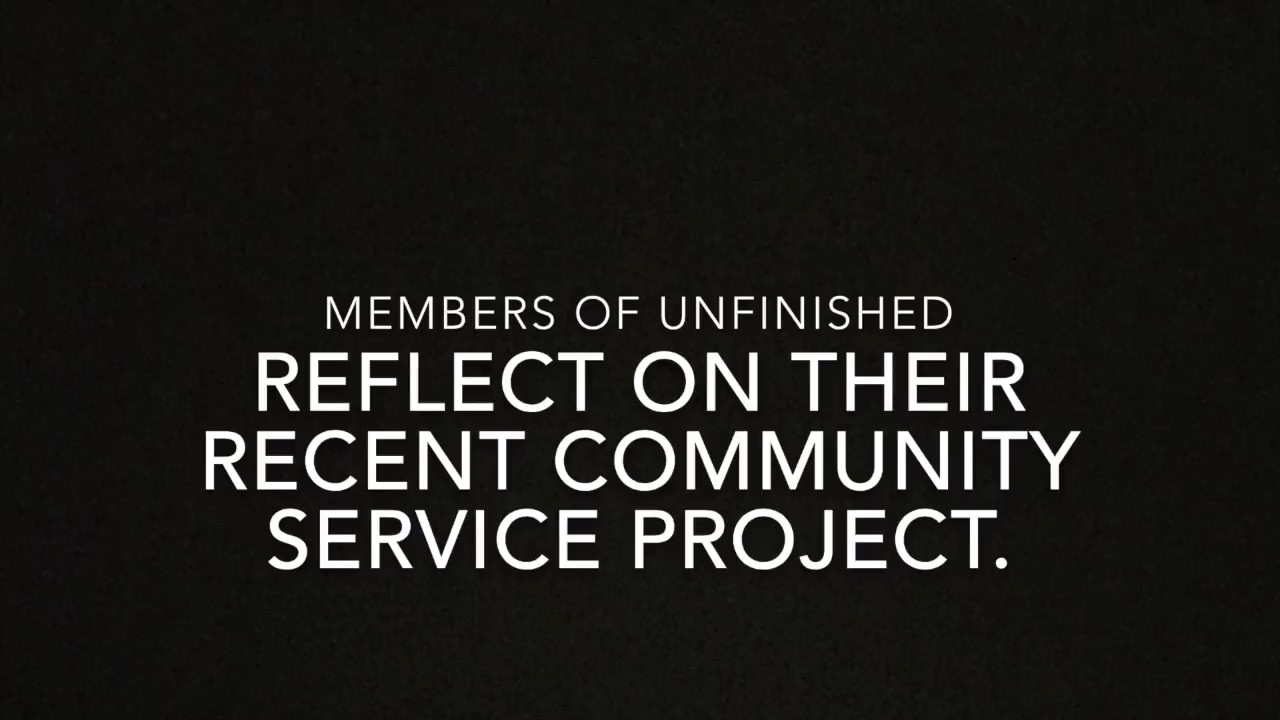 MEMBERS OF UNFINISHED
REFLECT ON THEIR
RECENT COMMUNITY
SERVICE PROJECT.